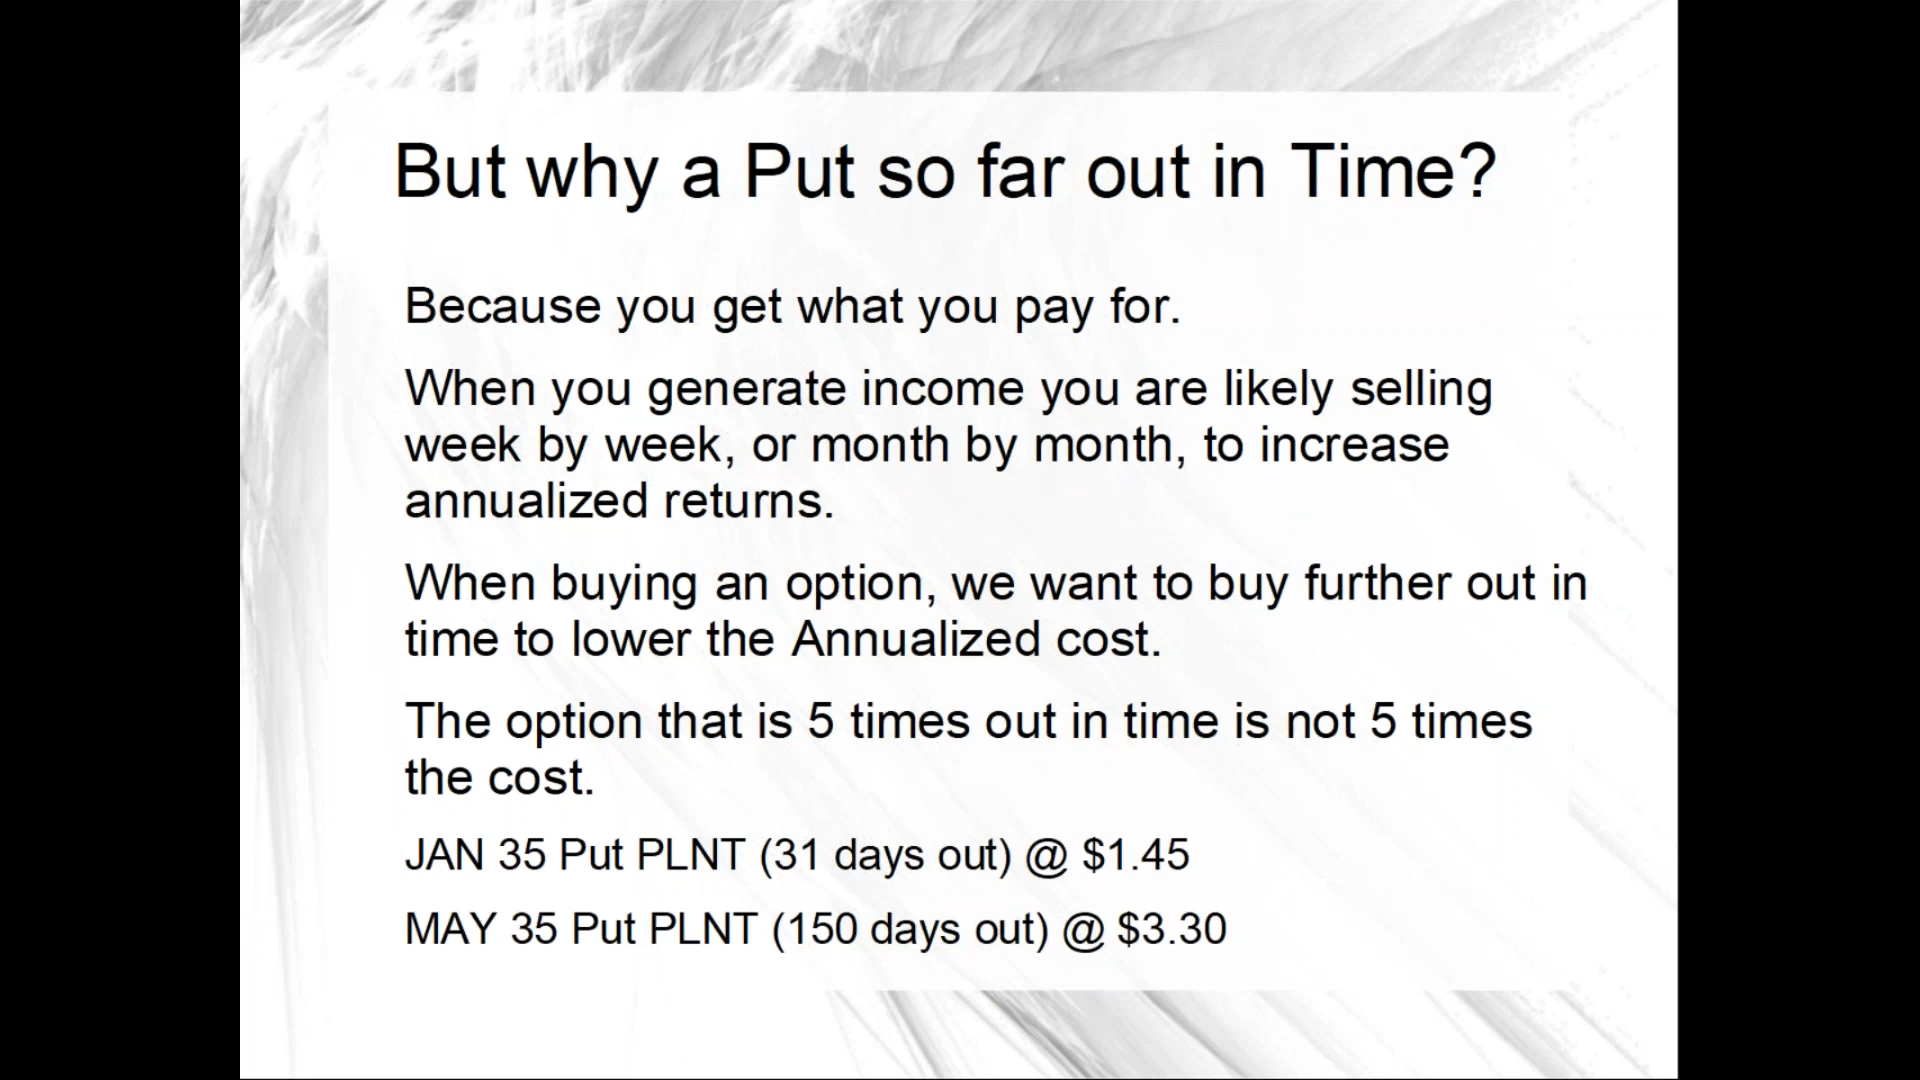 But why a Put so far out in Time?
Because you get what you pay for.
When you generate income you are likely selling
week by week, or month by month, to increase
annualized returns.
When buying an option, we want to buy further out in
time to lower the Annualized cost.
The option that is 5 times out in time is not 5 times
the cost.
JAN 35 Put PLNT (31 days out) @ $1.45
MAY 35 Put PLNT (150 days out) @ $3.30